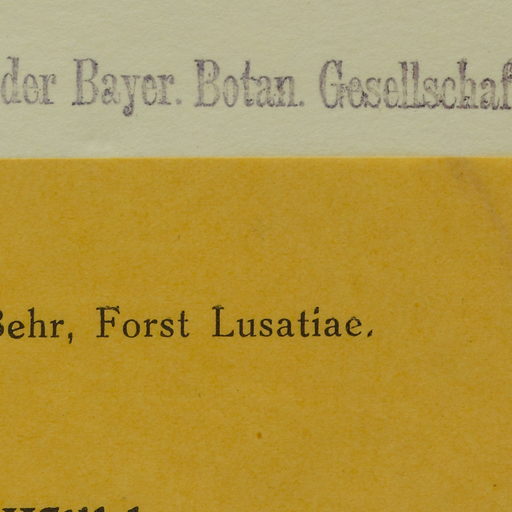 der Bayer. Botan. Gesellschaf
Behr, Forst Lusatiae.